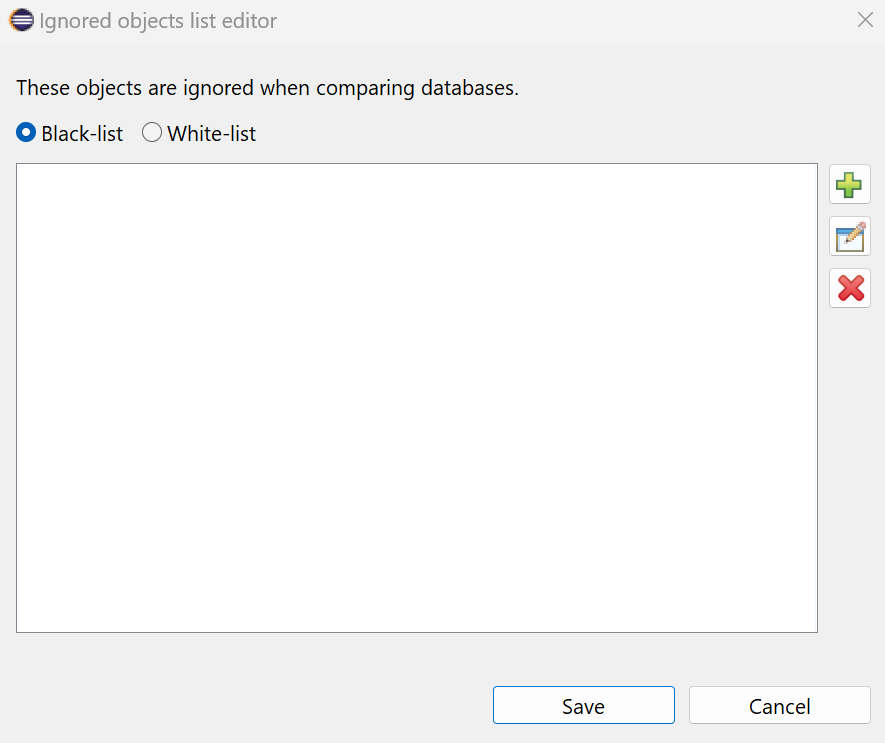 Ignored objects list editor
These objects are ignored when comparing databases.
Black-list White-list
Save Cancel